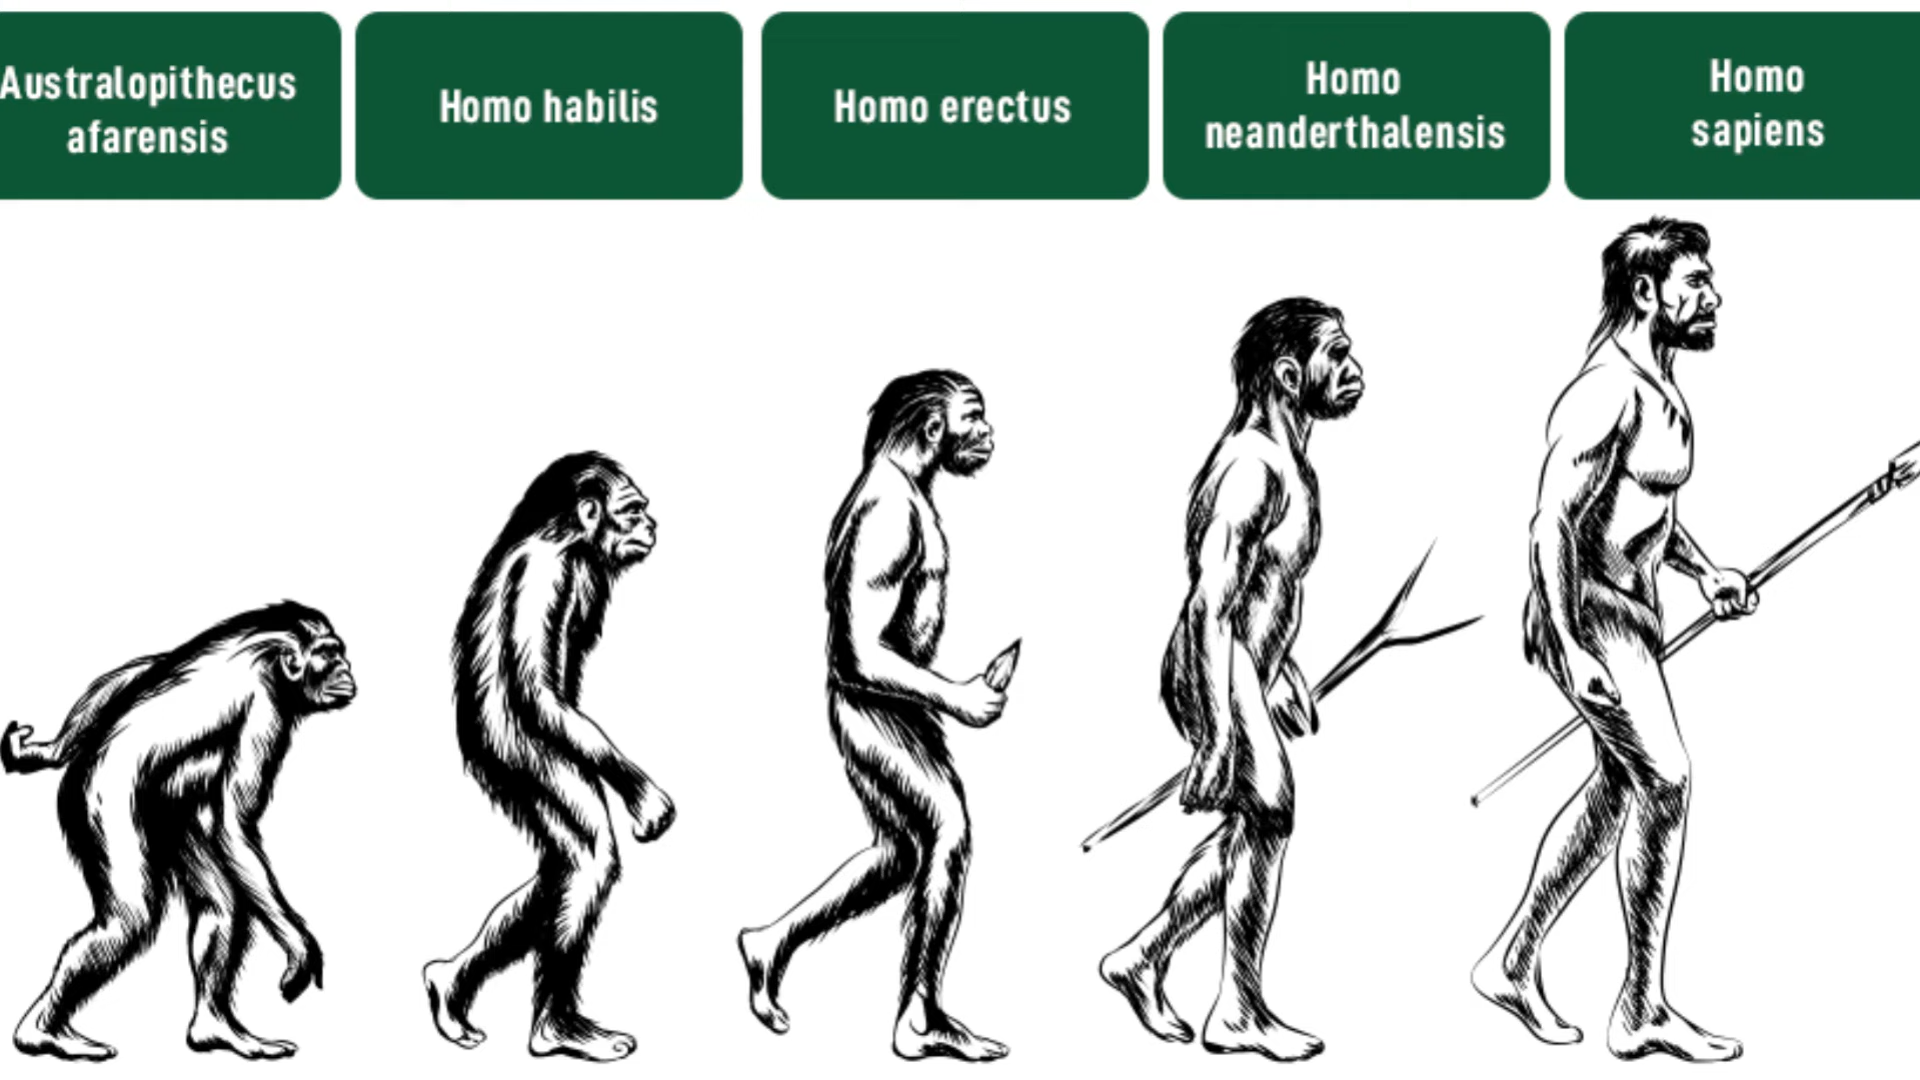 Australopithecus
afarensis
Homo habilis
Homo erectus
Homo
neanderthalensis
Homo
sapiens